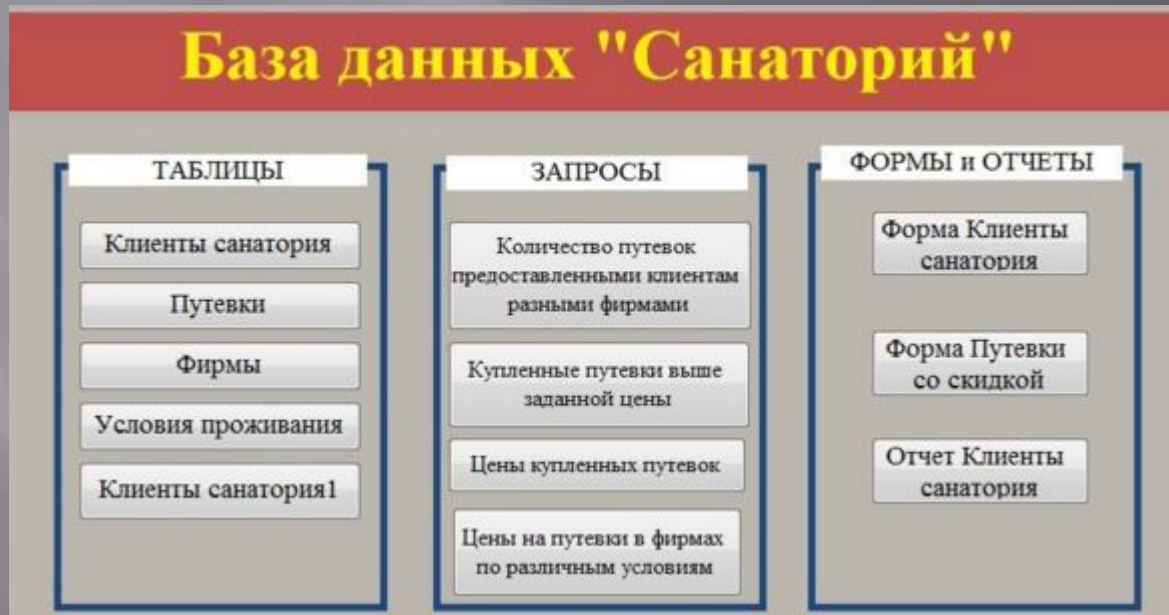 База данных "Санаторий"
ТАБЛИЦЫ
Клиенты санатория
Путевки
Фирмы
Условия проживания
Клиенты санатория1
ЗАПРОСЫ
Количество путевок
предоставленными клиентам
разными фирмами
Купленные путевки выше
заданной цены
Цены купленных путевок
Цены на путевки в фирмах
по различным условиям
ФОРМЫ и ОТЧЕТЫ
Форма Клиенты
санатория
Форма Путевки
со скидкой
Отчет Клиенты
санатория